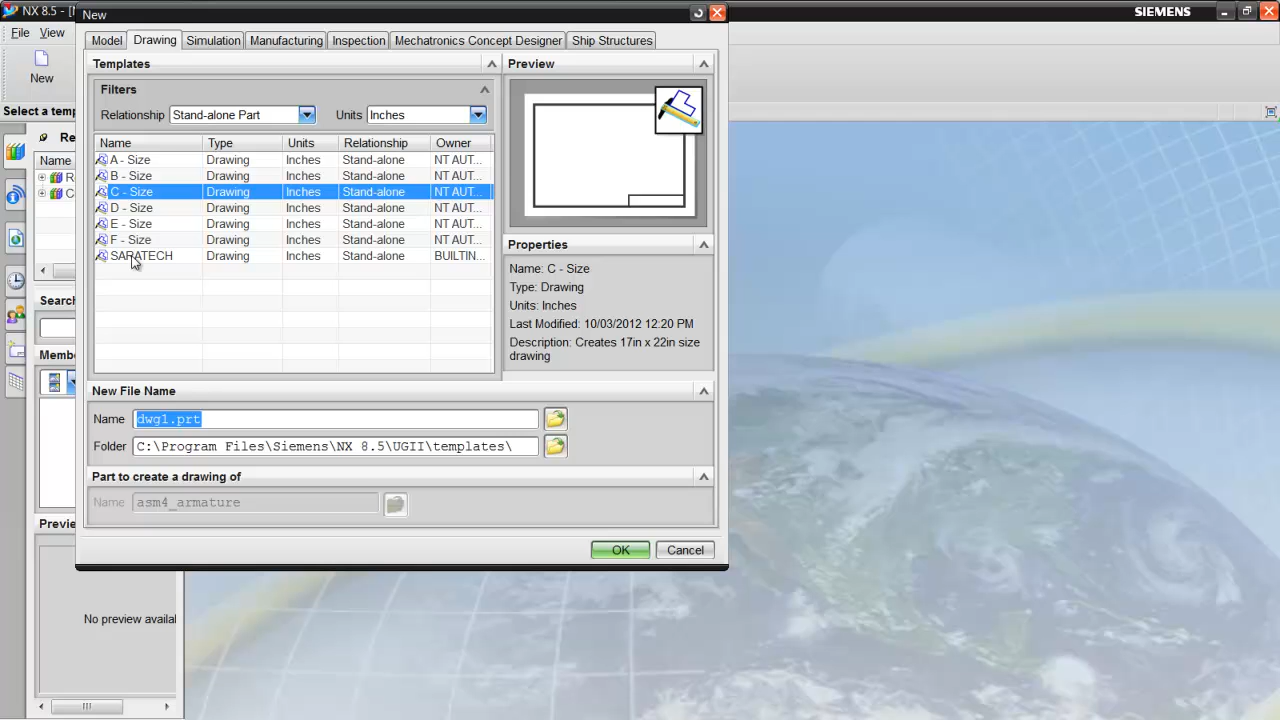 NX 8.5 - [N
New
SIEMENS
File View
New
Select a temp
Re
Name
R
C
Search
Membe
Previe
No preview availal
Model Drawing Simulation Manufacturing Inspection Mechatronics Concept Designer Ship Structures
Templates
Filters
Relationship Stand-alone Part Units Inches
Name Type Units Relationship Owner
A - Size Drawing Inches Stand-alone NT AUT...
B - Size Drawing Inches Stand-alone NT AUT...
C - Size Drawing Inches Stand-alone NT AUT...
D - Size Drawing Inches Stand-alone NT AUT...
E - Size Drawing Inches Stand-alone NT AUT...
F - Size Drawing Inches Stand-alone NT AUT...
SARATECH Drawing Inches Stand-alone BUILTIN...
Preview
Properties
Name: C - Size
Type: Drawing
Units: Inches
Last Modified: 10/03/2012 12:20 PM
Description: Creates 17in x 22in size
drawing
New File Name
Name dwg1.prt
Folder C:\Program Files\Siemens\NX 8.5\UGII\templates\
Part to create a drawing of
Name asm4_armature
OK Cancel